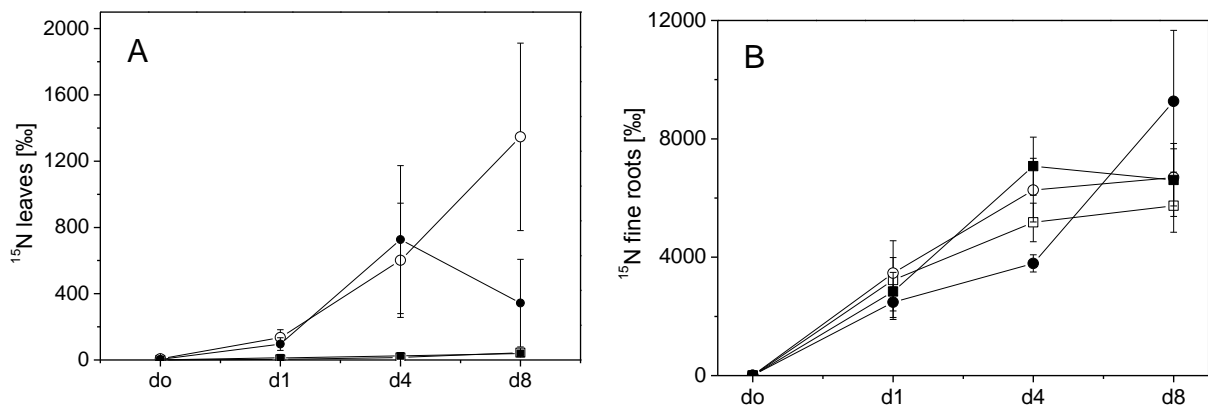 A
¹⁵N leaves [‰]
2000
1600
1200
800
400
0
do d1 d4 d8
B
¹⁵N fine roots [‰]
12000
8000
4000
0
do d1 d4 d8